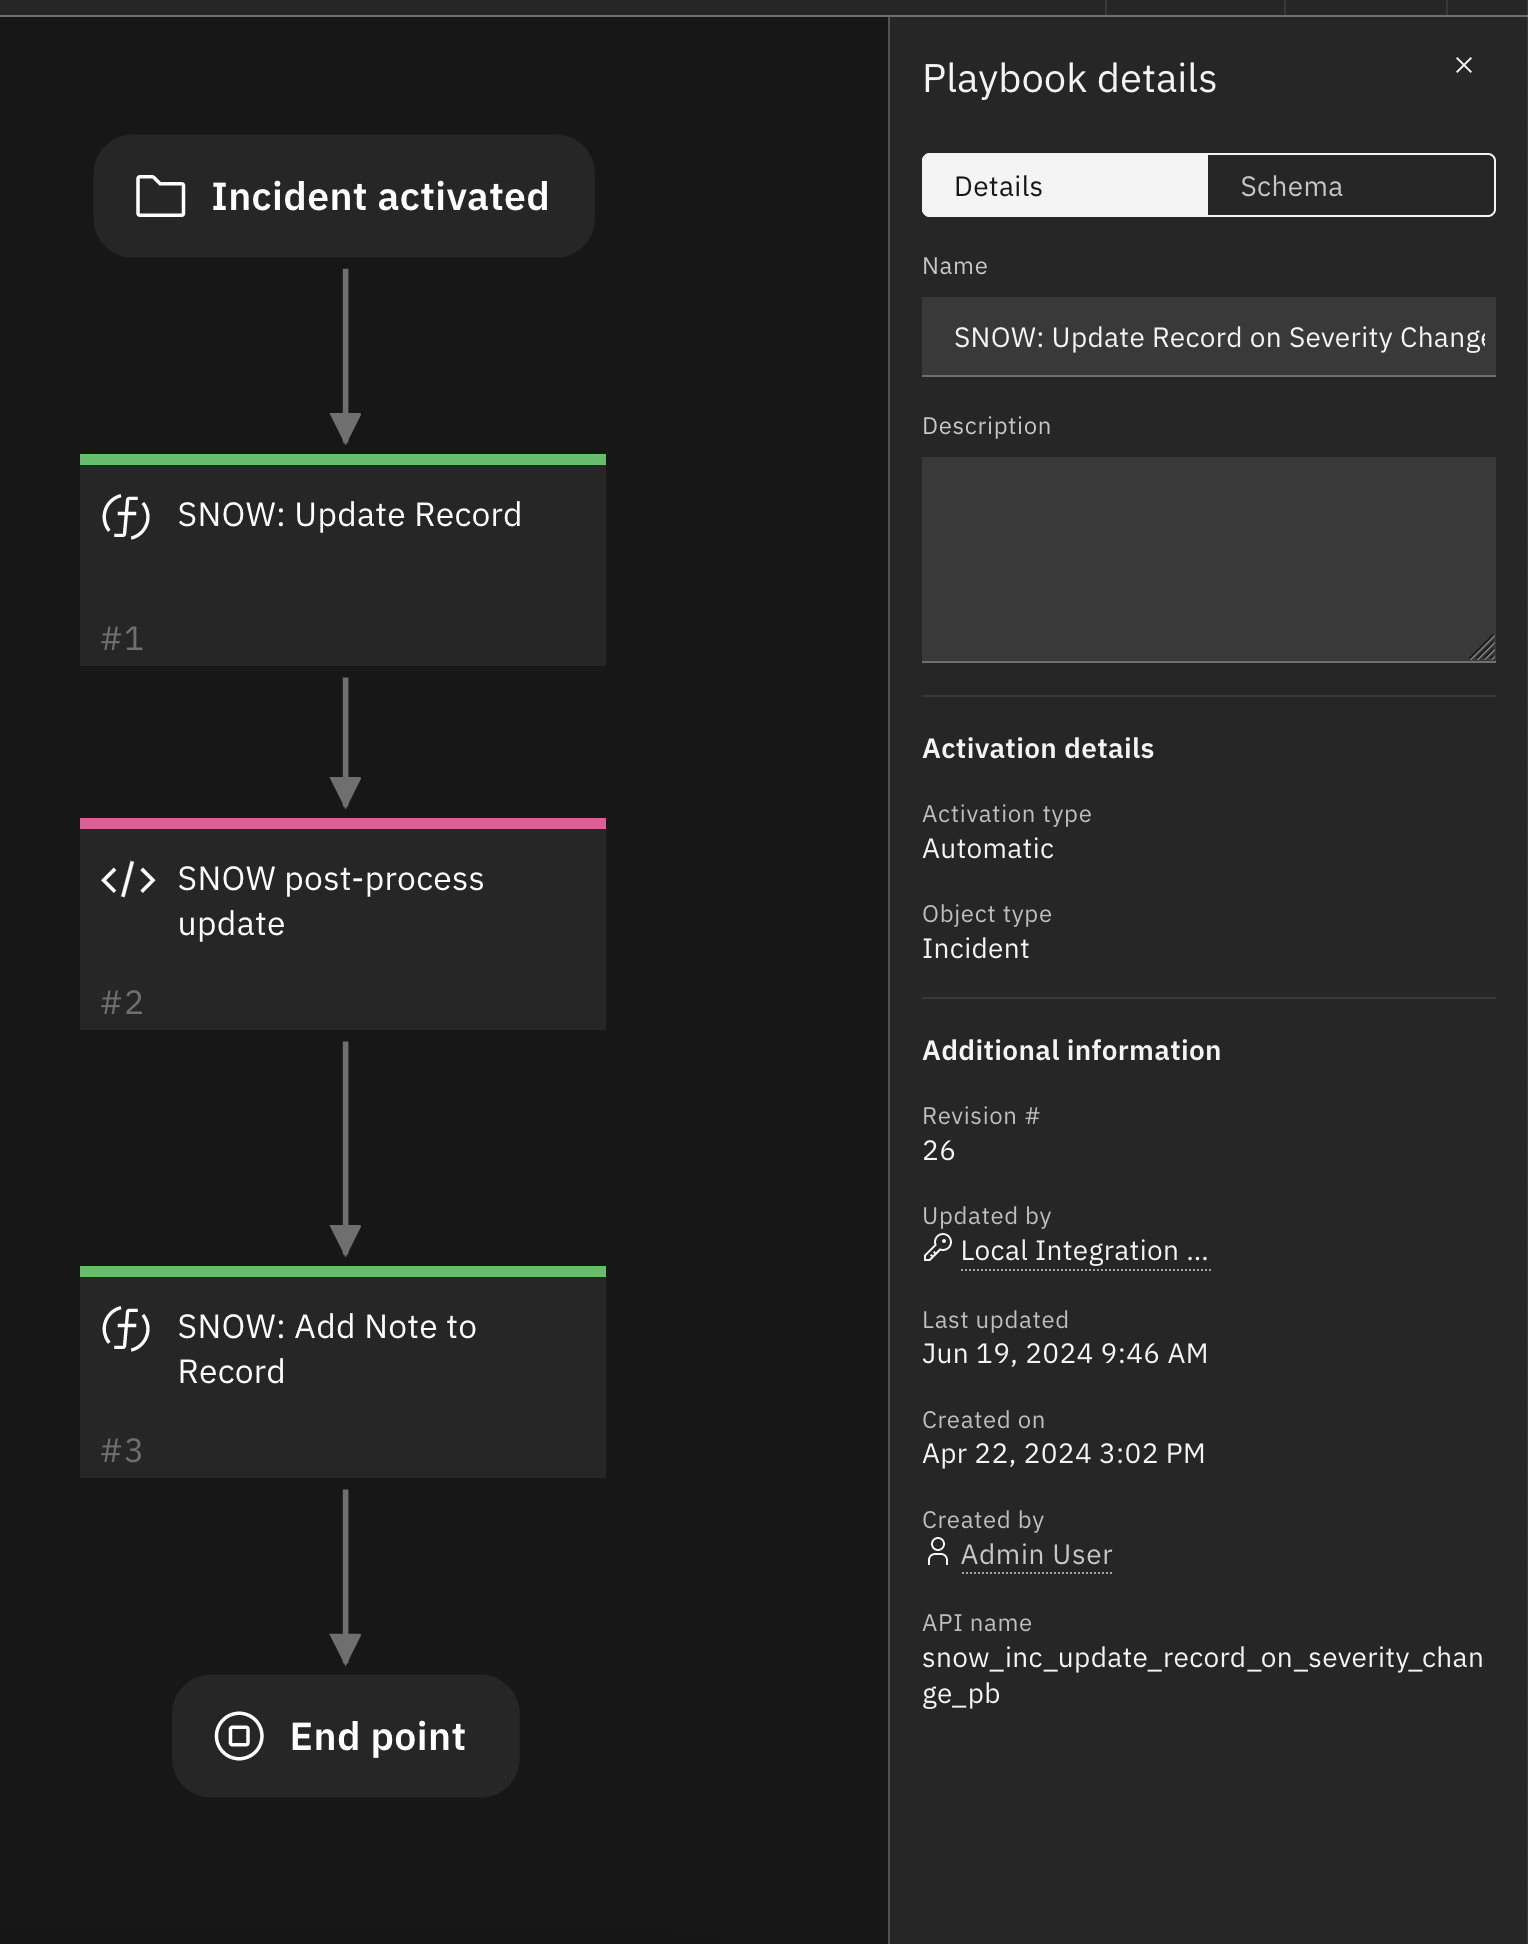 Incident activated
SNOW: Update Record
#1
SNOW post-process
update
#2
SNOW: Add Note to
Record
#3
End point
Playbook details
Details
Schema
Name
SNOW: Update Record on Severity Change
Description
Activation details
Activation type
Automatic
Object type
Incident
Additional information
Revision #
26
Updated by
Local Integration ...
Last updated
Jun 19, 2024 9:46 AM
Created on
Apr 22, 2024 3:02 PM
Created by
Admin User
API name
snow_inc_update_record_on_severity_chan
ge_pb